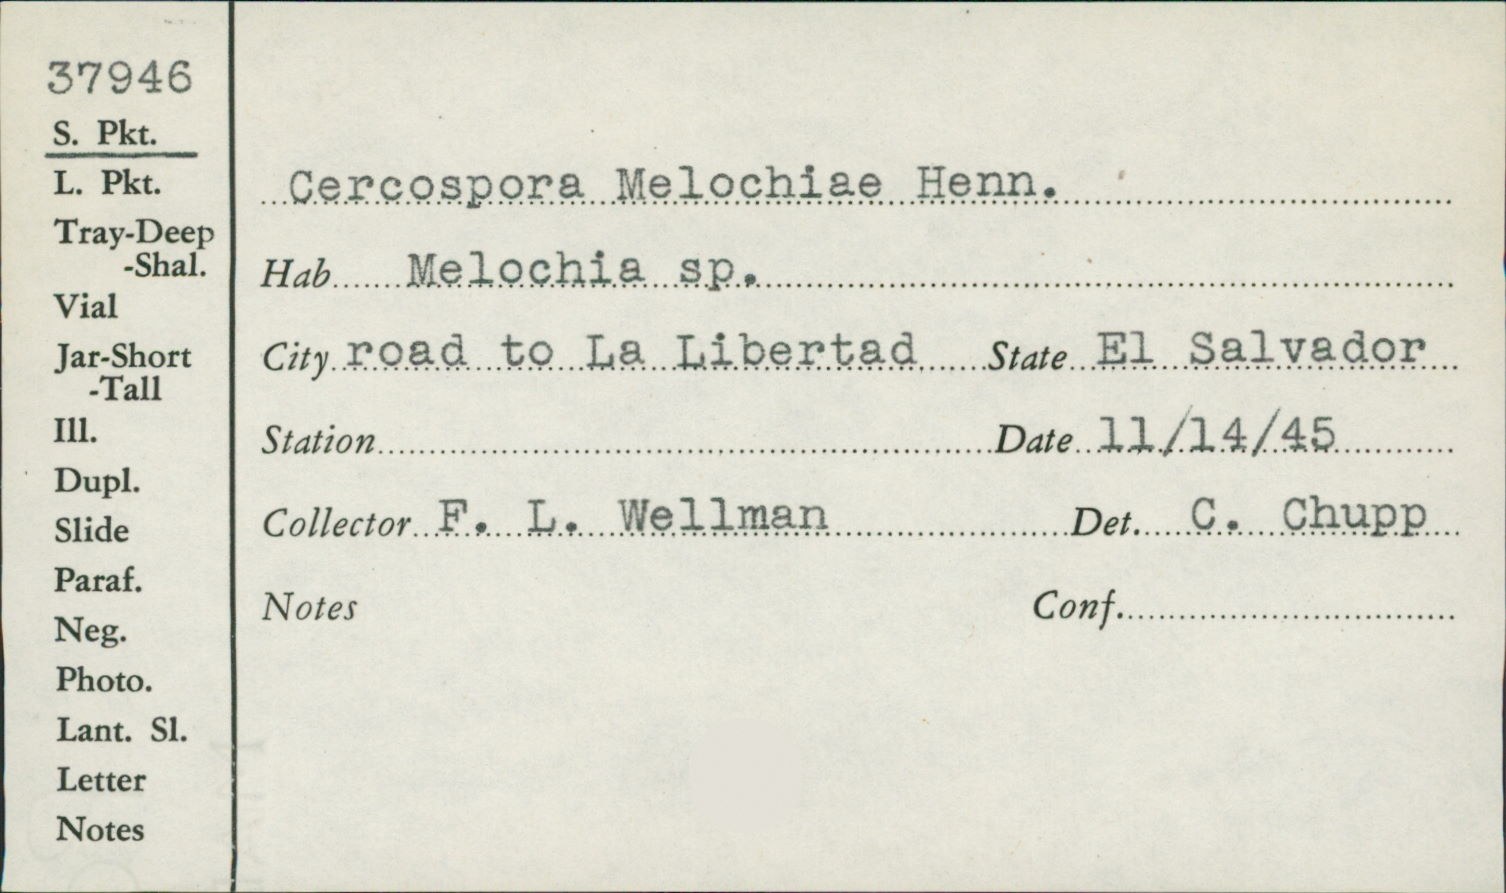 37946
S. Pkt.
L. Pkt.
Tray-Deep
-Shal.
Vial
Jar-Short
-Tall
Ill.
Dupl.
Slide
Paraf.
Neg.
Photo.
Lant. Sl.
Letter
Notes
Cercospora Melochiae Henn.
Hab Melochia sp.
City road to La Libertad State El Salvador
Station Date 11/14/45
Collector F. L. Wellman Det. C. Chupp
Notes Conf.